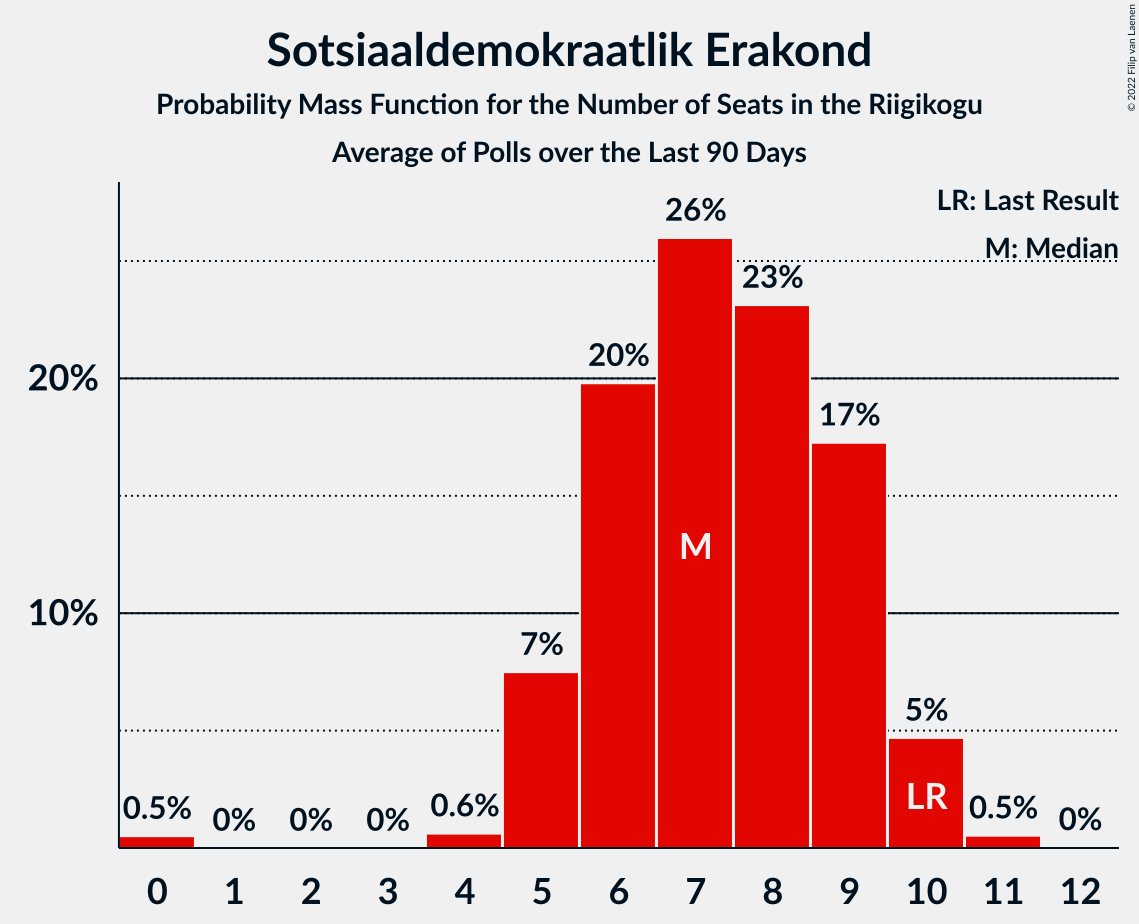 Sotsiaaldemokraatlik Erakond
Probability Mass Function for the Number of Seats in the Riigikogu
Average of Polls over the Last 90 Days
© 2022 Filip van Laenen
LR: Last Result
M: Median
26%
23%
20%
20%
17%
M
10%
7%
5%
LR
0.5%
0%
0%
0%
0.6%
0.5%
0%
0 1 2 3 4 5 6 7 8 9 10 11 12